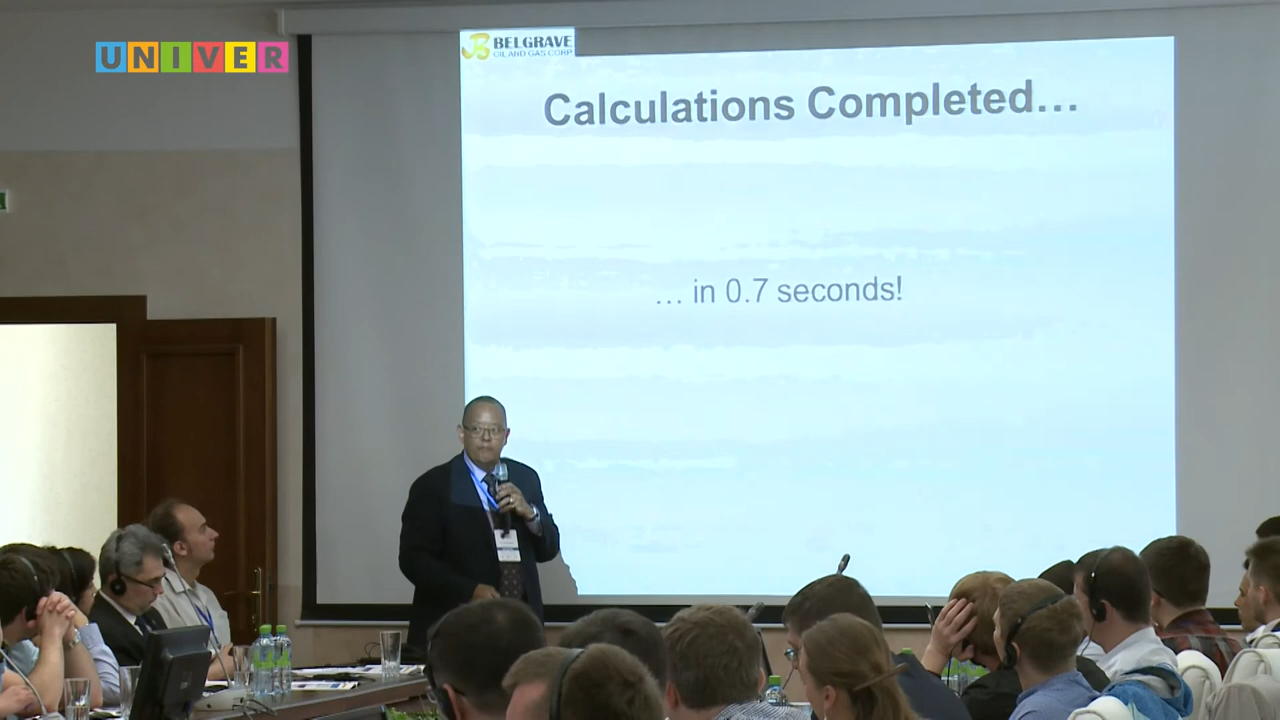 UNIVER
BELGRAVE
OIL AND GAS CORP
Calculations Completed...
... in 0.7 seconds!